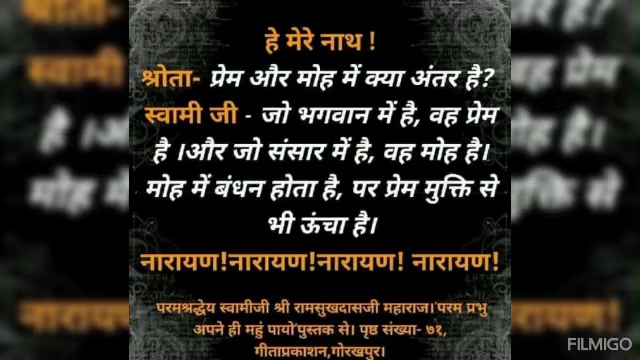 हे मेरे नाथ !
श्रोता- प्रेम और मोह में क्या अंतर है?
स्वामी जी - जो भगवान में है, वह प्रेम
है ।और जो संसार में है, वह मोह है।
मोह में बंधन होता है, पर प्रेम मुक्ति से
भी ऊंचा है।
नारायण!नारायण!नारायण! नारायण!
परमश्रद्धेय स्वामीजी श्री रामसुखदासजी महाराज।'परम प्रभु
अपने ही महुं पायो'पुस्तक से। पृष्ठ संख्या- ७१,
गीताप्रकाशन,गोरखपुर।
FILMIGO